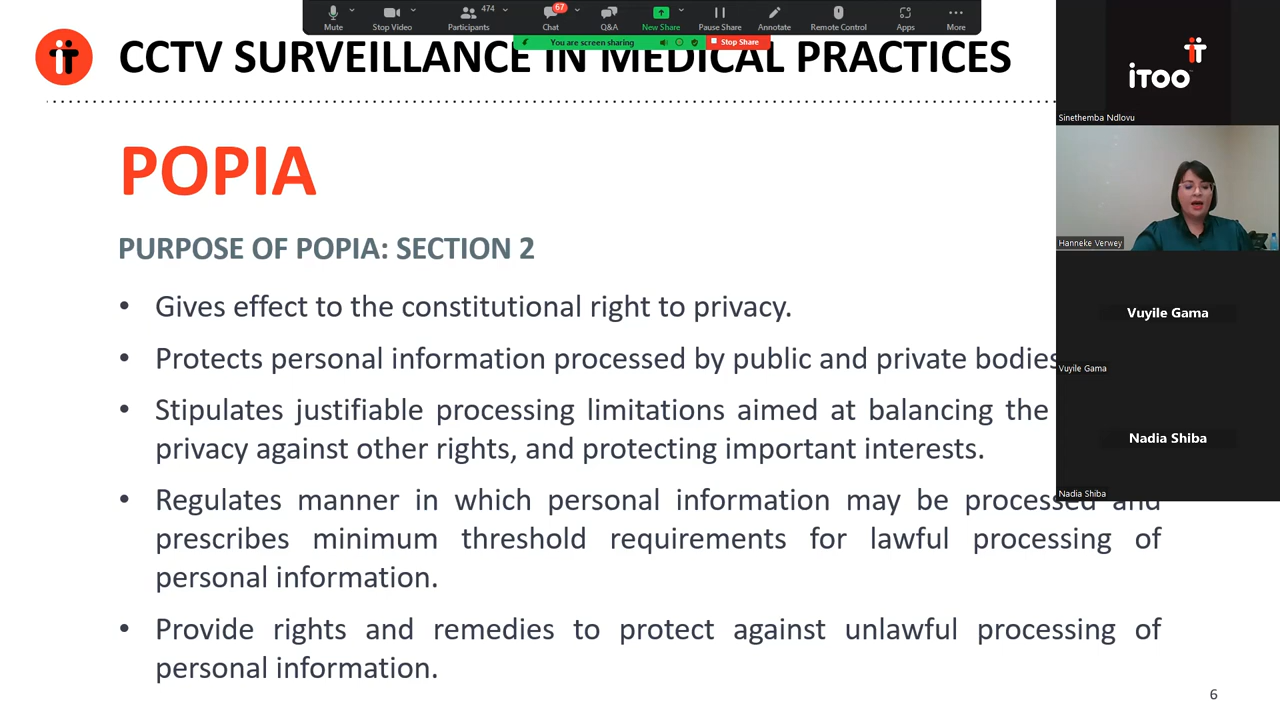 474
67
Mute
Stop Video
Participants
Chat
Q&A
New Share
Pause Share
Annotate
Remote Control
Apps
More
You are screen sharing
Stop Share
CCTV SURVEILLANCE IN MEDICAL PRACTICES
iTOO
Sinethemba Ndlovu
POPIA
PURPOSE OF POPIA: SECTION 2
• Gives effect to the constitutional right to privacy.
• Protects personal information processed by public and private bodies
• Stipulates justifiable processing limitations aimed at balancing the
privacy against other rights, and protecting important interests.
• Regulates manner in which personal information may be processed and
prescribes minimum threshold requirements for lawful processing of
personal information.
• Provide rights and remedies to protect against unlawful processing of
personal information.
Hanneke Verwey
Vuyile Gama
Vuyile Gama
Nadia Shiba
Nadia Shiba
6